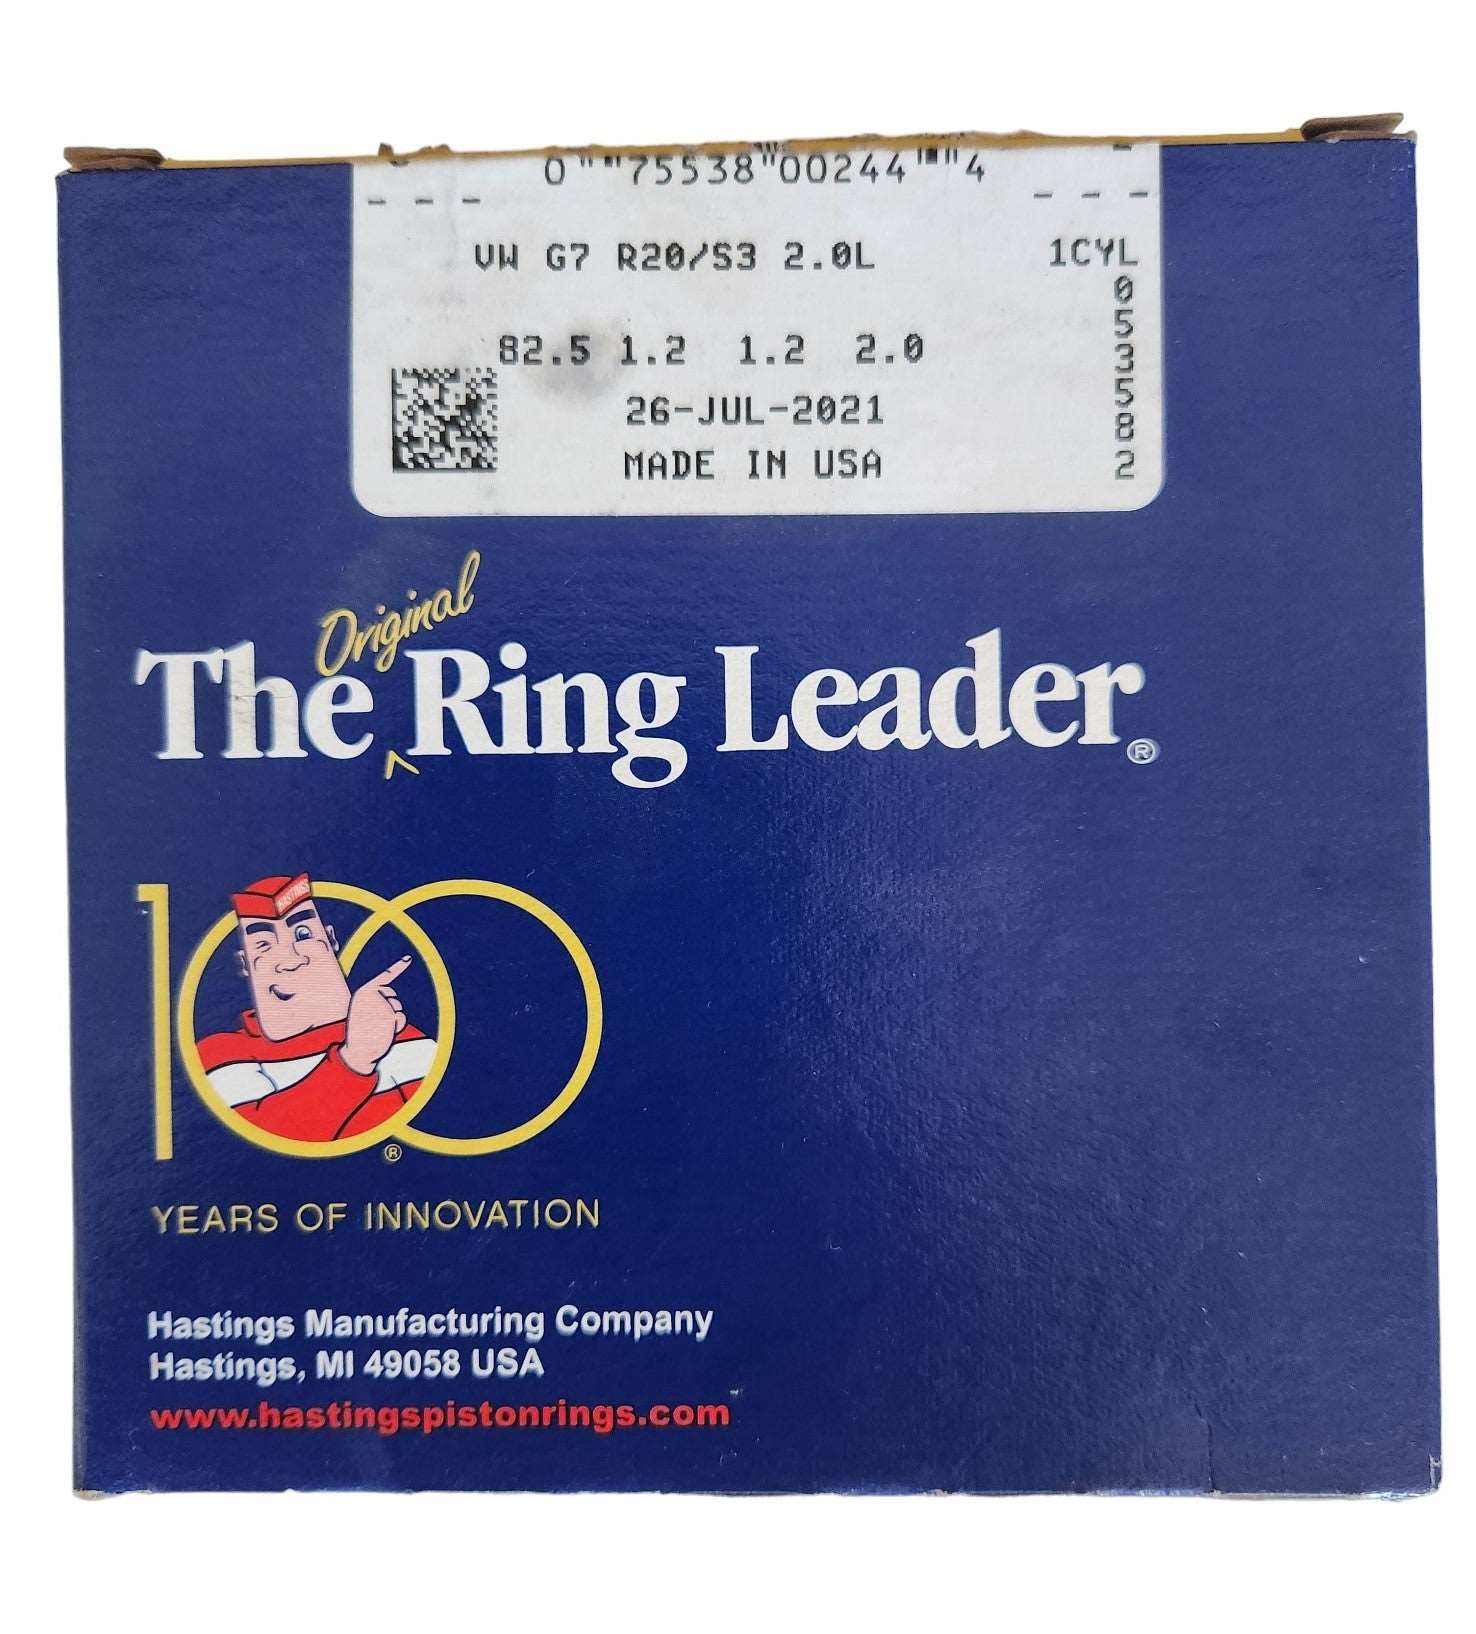 0 75538 00244 4
VW G7 R20/S3 2.0L 1CYL
82.5 1.2 1.2 2.0
26-JUL-2021
MADE IN USA
053582
Original
The Ring Leader®
HASTINGS
100
®
YEARS OF INNOVATION
Hastings Manufacturing Company
Hastings, MI 49058 USA
www.hastingspistonrings.com